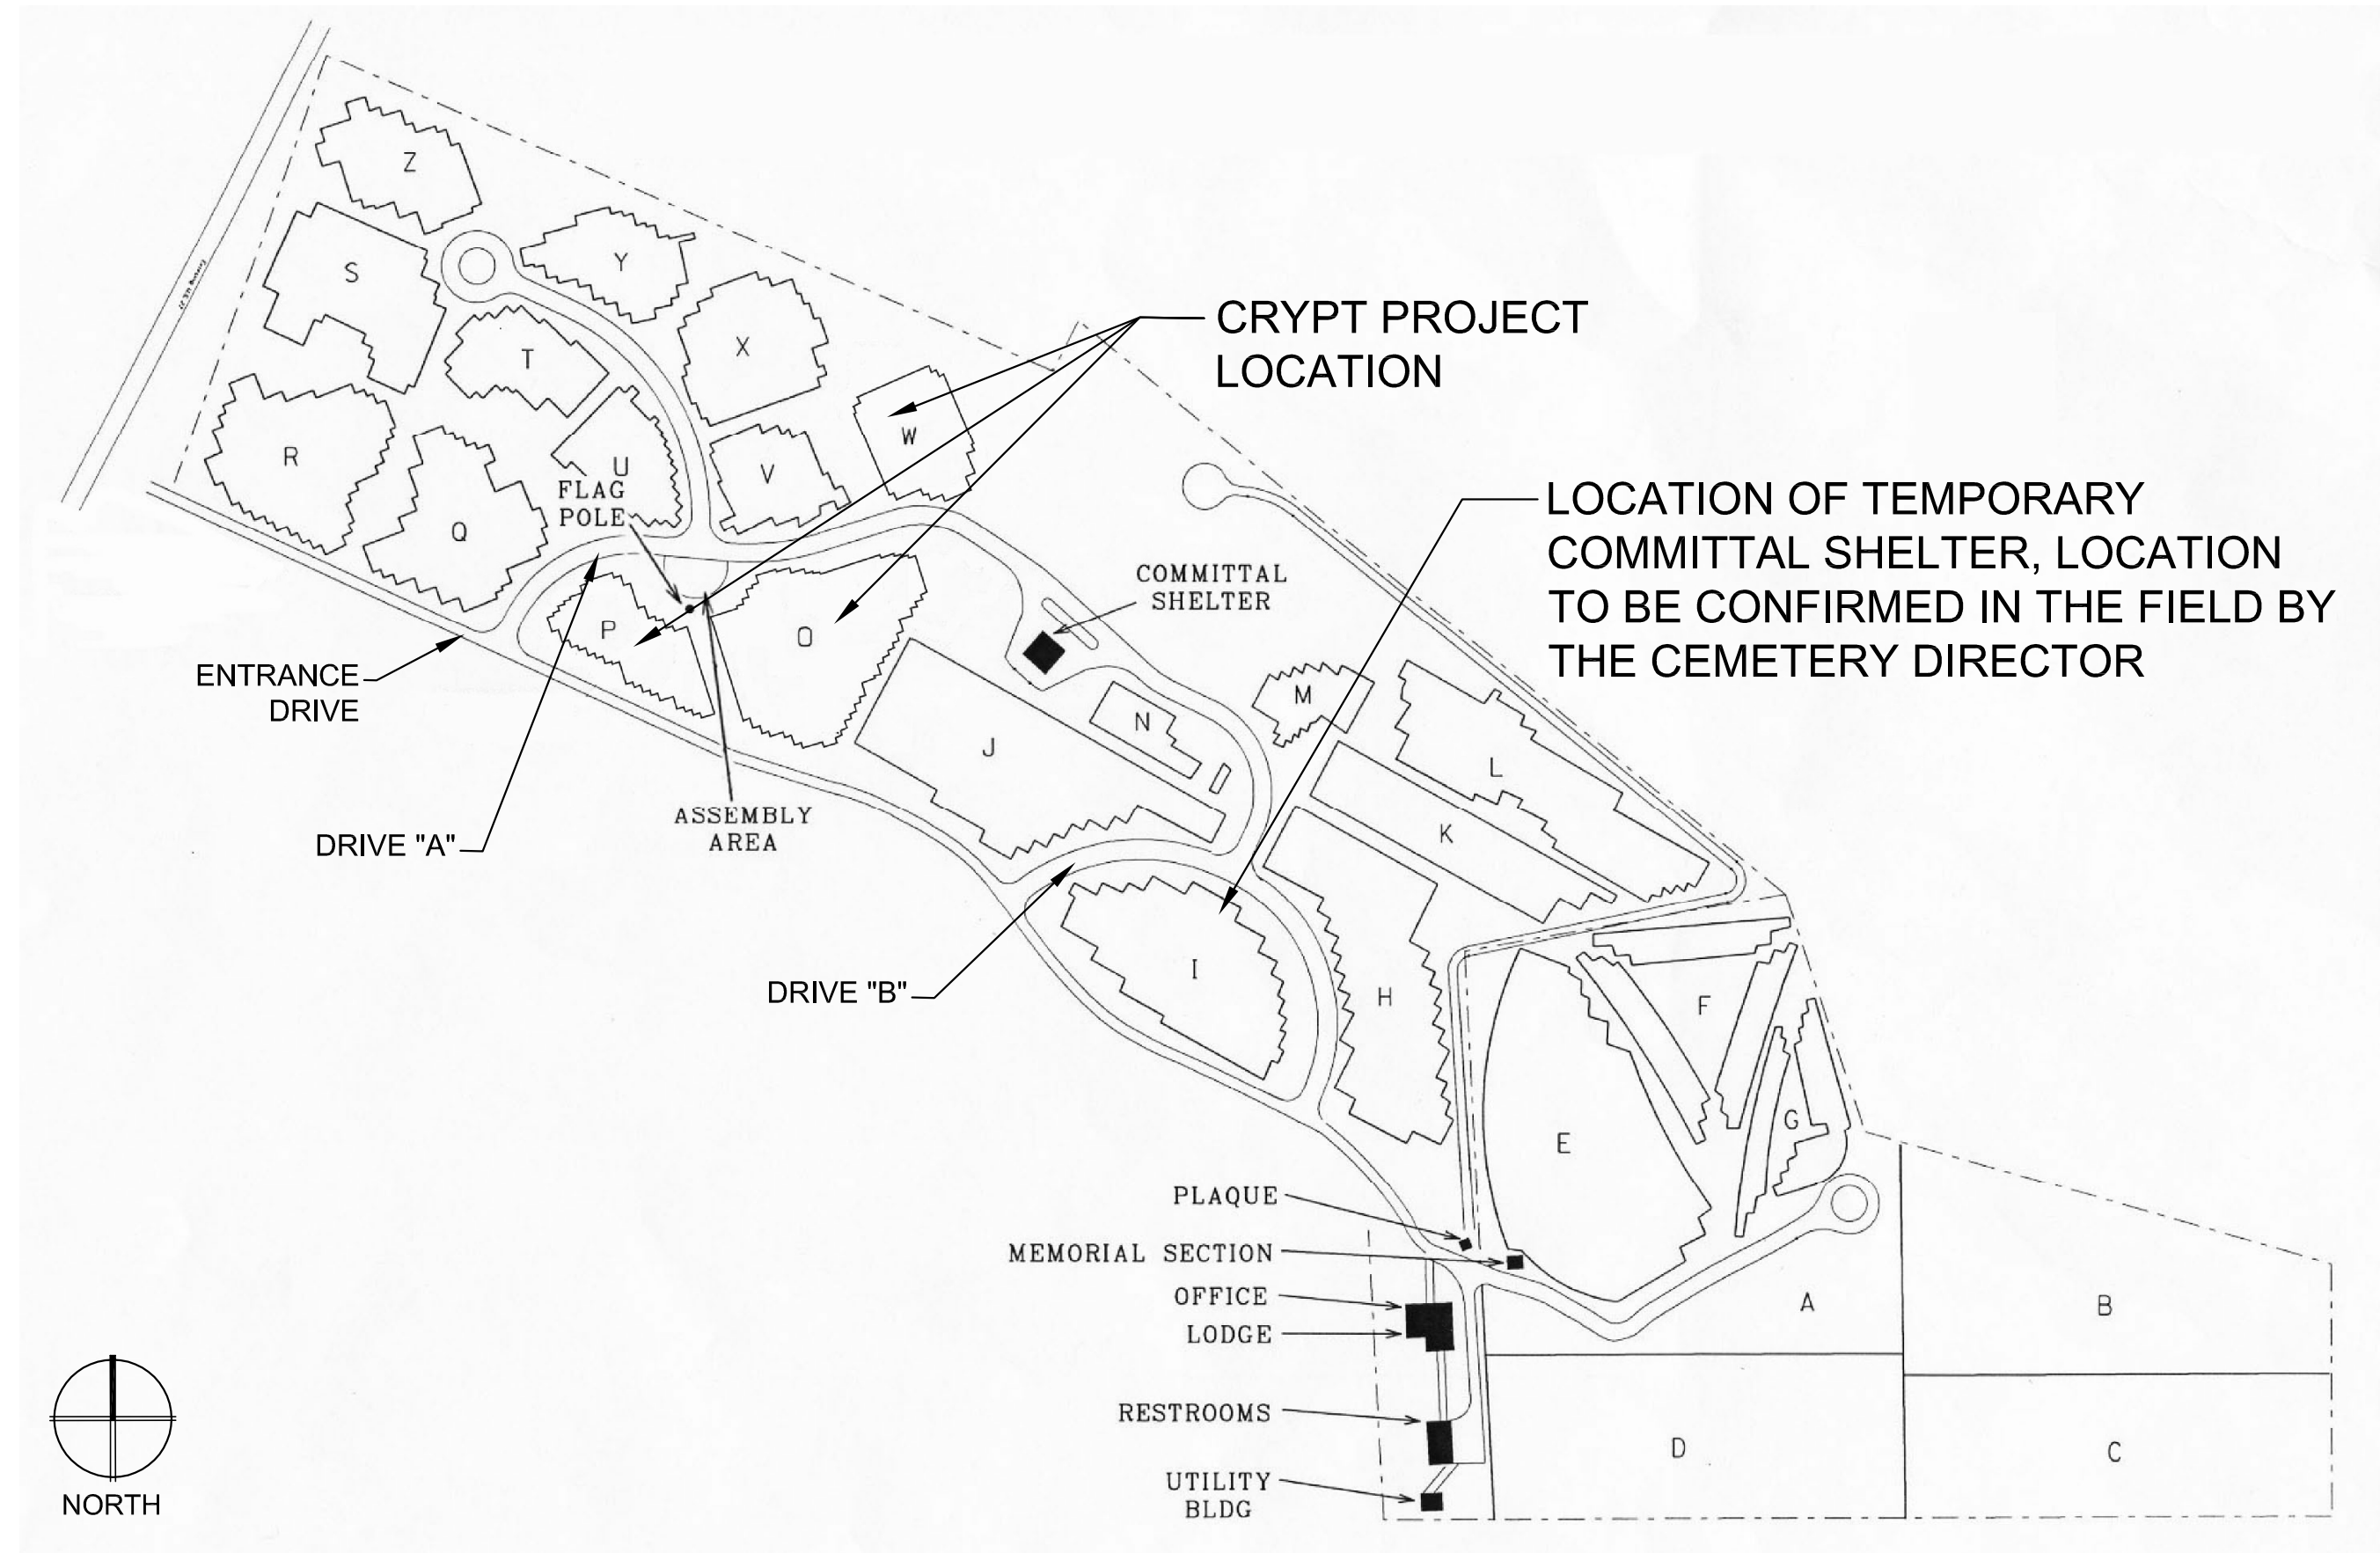 Z
S
Y
X
T
R
Q
U
V
W
FLAG
POLE
P
O
CRYPT PROJECT
LOCATION
LOCATION OF TEMPORARY
COMMITTAL SHELTER, LOCATION
TO BE CONFIRMED IN THE FIELD BY
THE CEMETERY DIRECTOR
COMMITTAL
SHELTER
ENTRANCE
DRIVE
DRIVE "A"
ASSEMBLY
AREA
J
N
M
L
K
DRIVE "B"
I
H
F
G
E
PLAQUE
MEMORIAL SECTION
OFFICE
LODGE
RESTROOMS
UTILITY
BLDG
A
B
D
C
NORTH